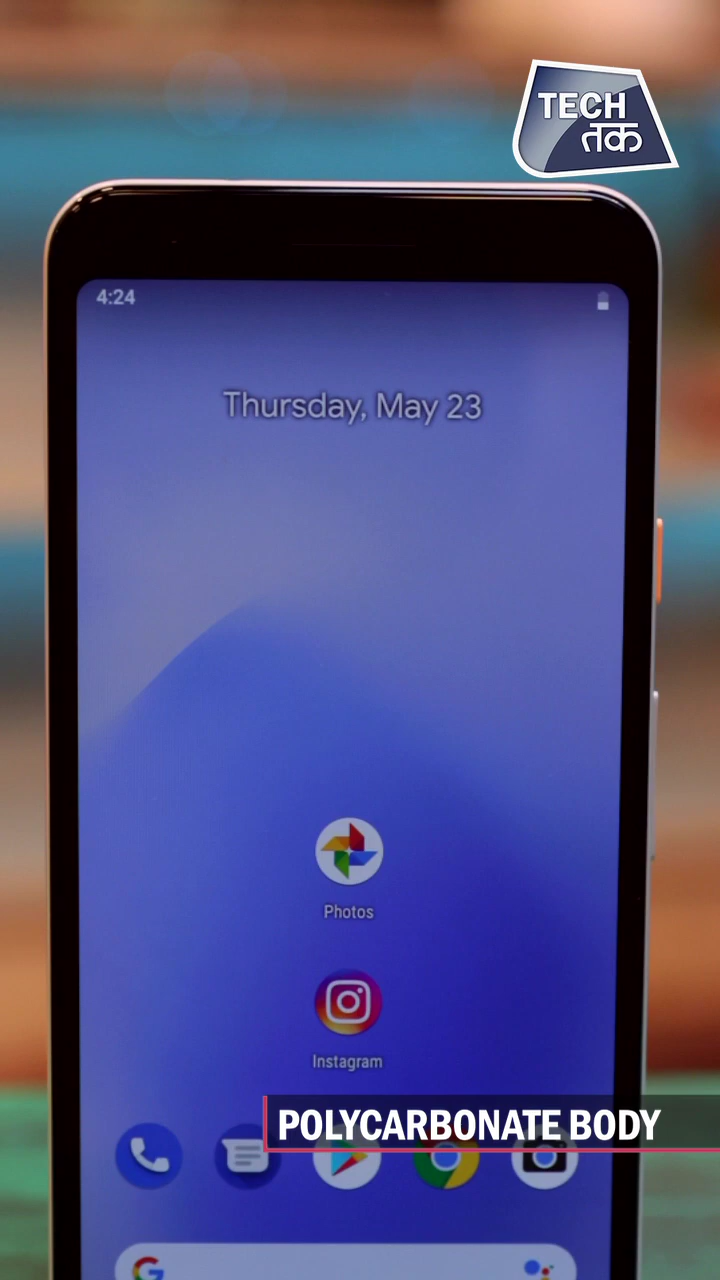 TECH
तक
4:24
Thursday, May 23
Photos
Instagram
POLYCARBONATE BODY